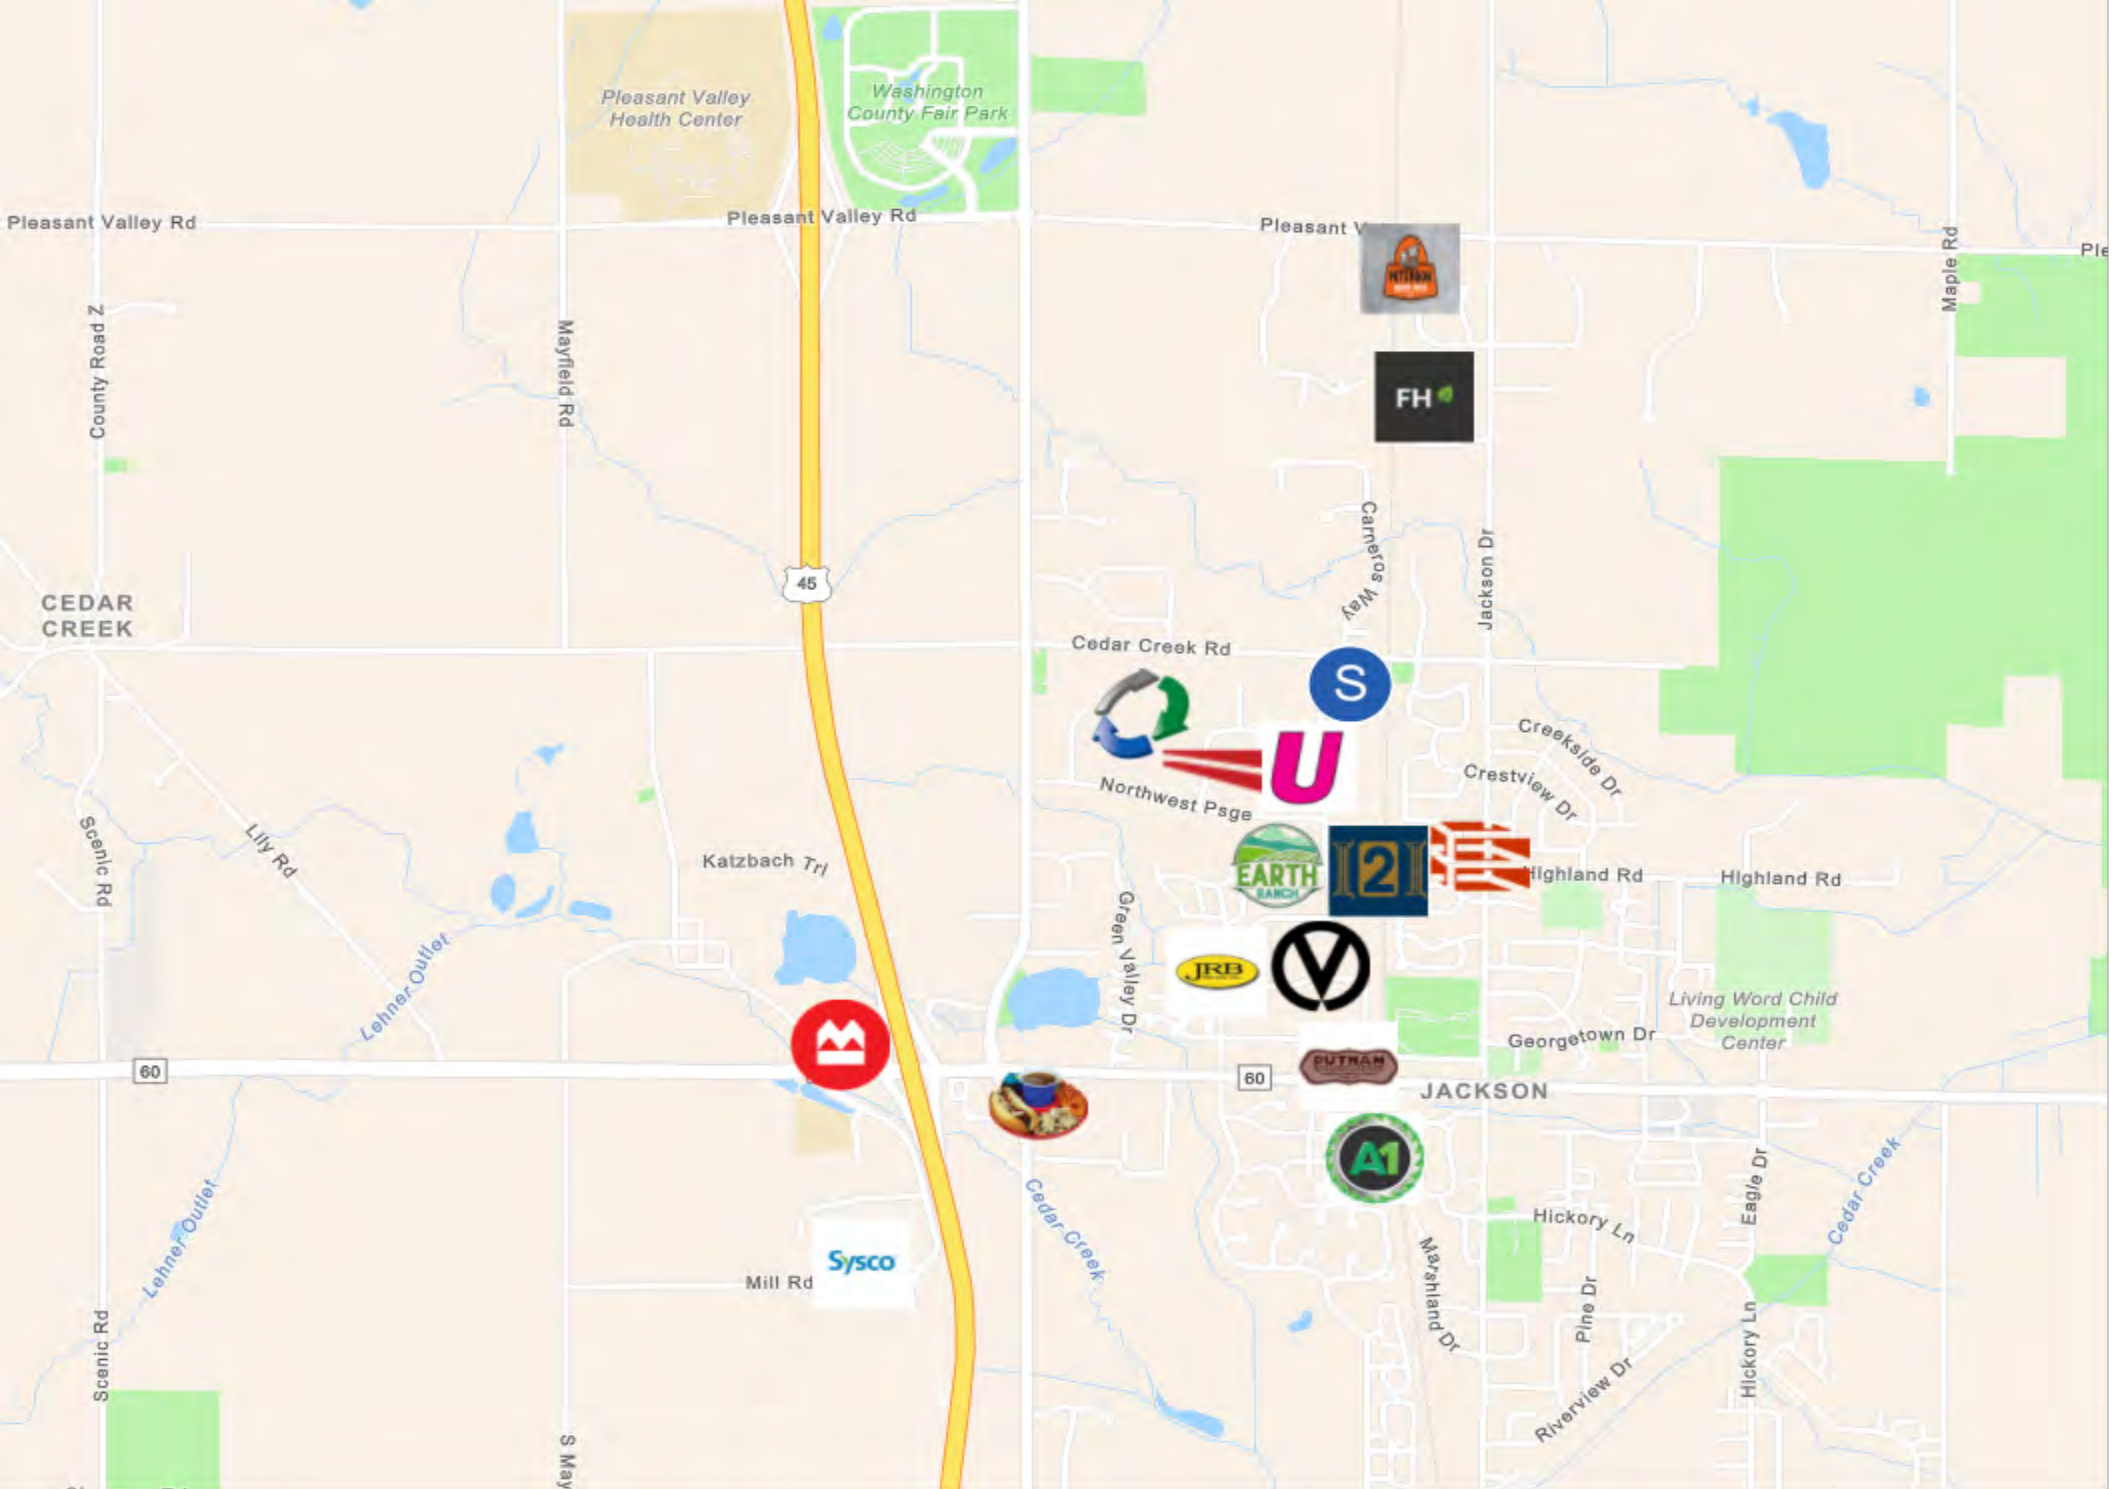 Pleasant Valley
Health Center
Washington
County Fair Park
Pleasant Valley Rd
Pleasant Valley Rd
Pleasant V
Ple
Maple Rd
County Road Z
Mayfield Rd
FH
Carneros Way
Jackson Dr
45
CEDAR
CREEK
Cedar Creek Rd
S
U
Creekside Dr
Crestview Dr
Northwest Psge
Scenic Rd
Lily Rd
Katzbach Trl
EARTH
RANCH
121
Highland Rd
Highland Rd
Green Valley Dr
Lehner Outlet
JRB
V
Living Word Child
Development
Center
Georgetown Dr
60
60
PUTNAM
JACKSON
A1
Eagle Dr
Cedar Creek
Cedar Creek
Lehner Outlet
Hickory Ln
Marshland Dr
Sysco
Mill Rd
Pine Dr
Hickory Ln
Scenic Rd
Riverview Dr
S May